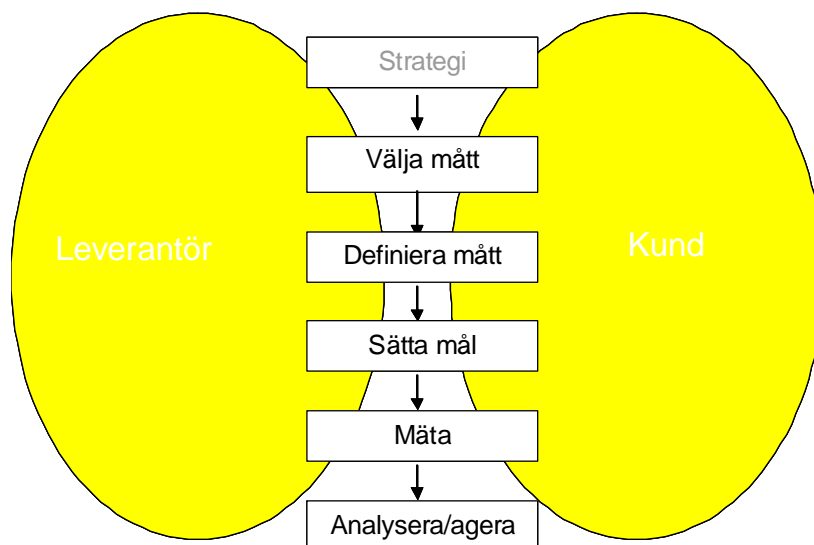 Strategi
Välja mått
Leverantör
Kund
Definiera mått
Sätta mål
Mäta
Analysera/agera